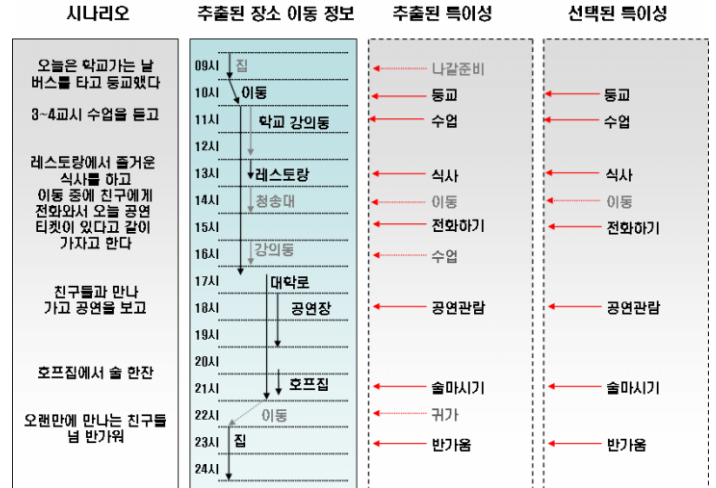 시나리오
추출된 장소 이동 정보
추출된 특이성
선택된 특이성
오늘은 학교가는 날
버스를 타고 등교했다
3~4교시 수업을 듣고
레스토랑에서 즐거운
식사를 하고
이동 중에 친구에게
전화와서 오늘 공연
티켓이 있다고 같이
가자고 한다
친구들과 만나
가고 공연을 보고
호프집에서 술 한잔
오랜만에 만나는 친구들
넘 반가워
09시
집
10시
이동
11시
학교 강의동
12시
13시
레스토랑
14시
청송대
15시
16시
강의동
17시
대학로
18시
공연장
19시
20시
21시
호프집
22시
이동
23시
집
24시
나갈준비
등교
수업
식사
이동
전화하기
수업
공연관람
술마시기
귀가
반가움
등교
수업
식사
이동
전화하기
공연관람
술마시기
반가움